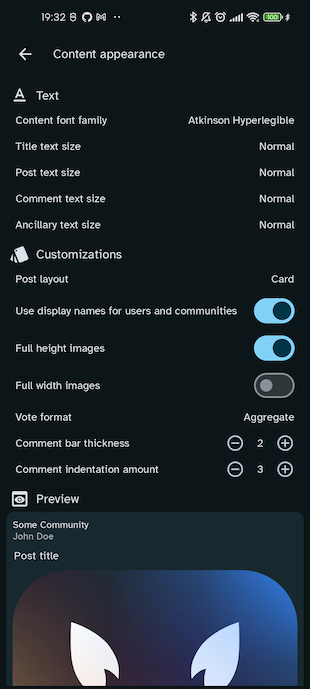 19:32
100
Content appearance
Text
Content font family Atkinson Hyperlegible
Title text size Normal
Post text size Normal
Comment text size Normal
Ancillary text size Normal
Customizations
Post layout Card
Use display names for users and communities
Full height images
Full width images
Vote format Aggregate
Comment bar thickness 2
Comment indentation amount 3
Preview
Some Community
John Doe
Post title